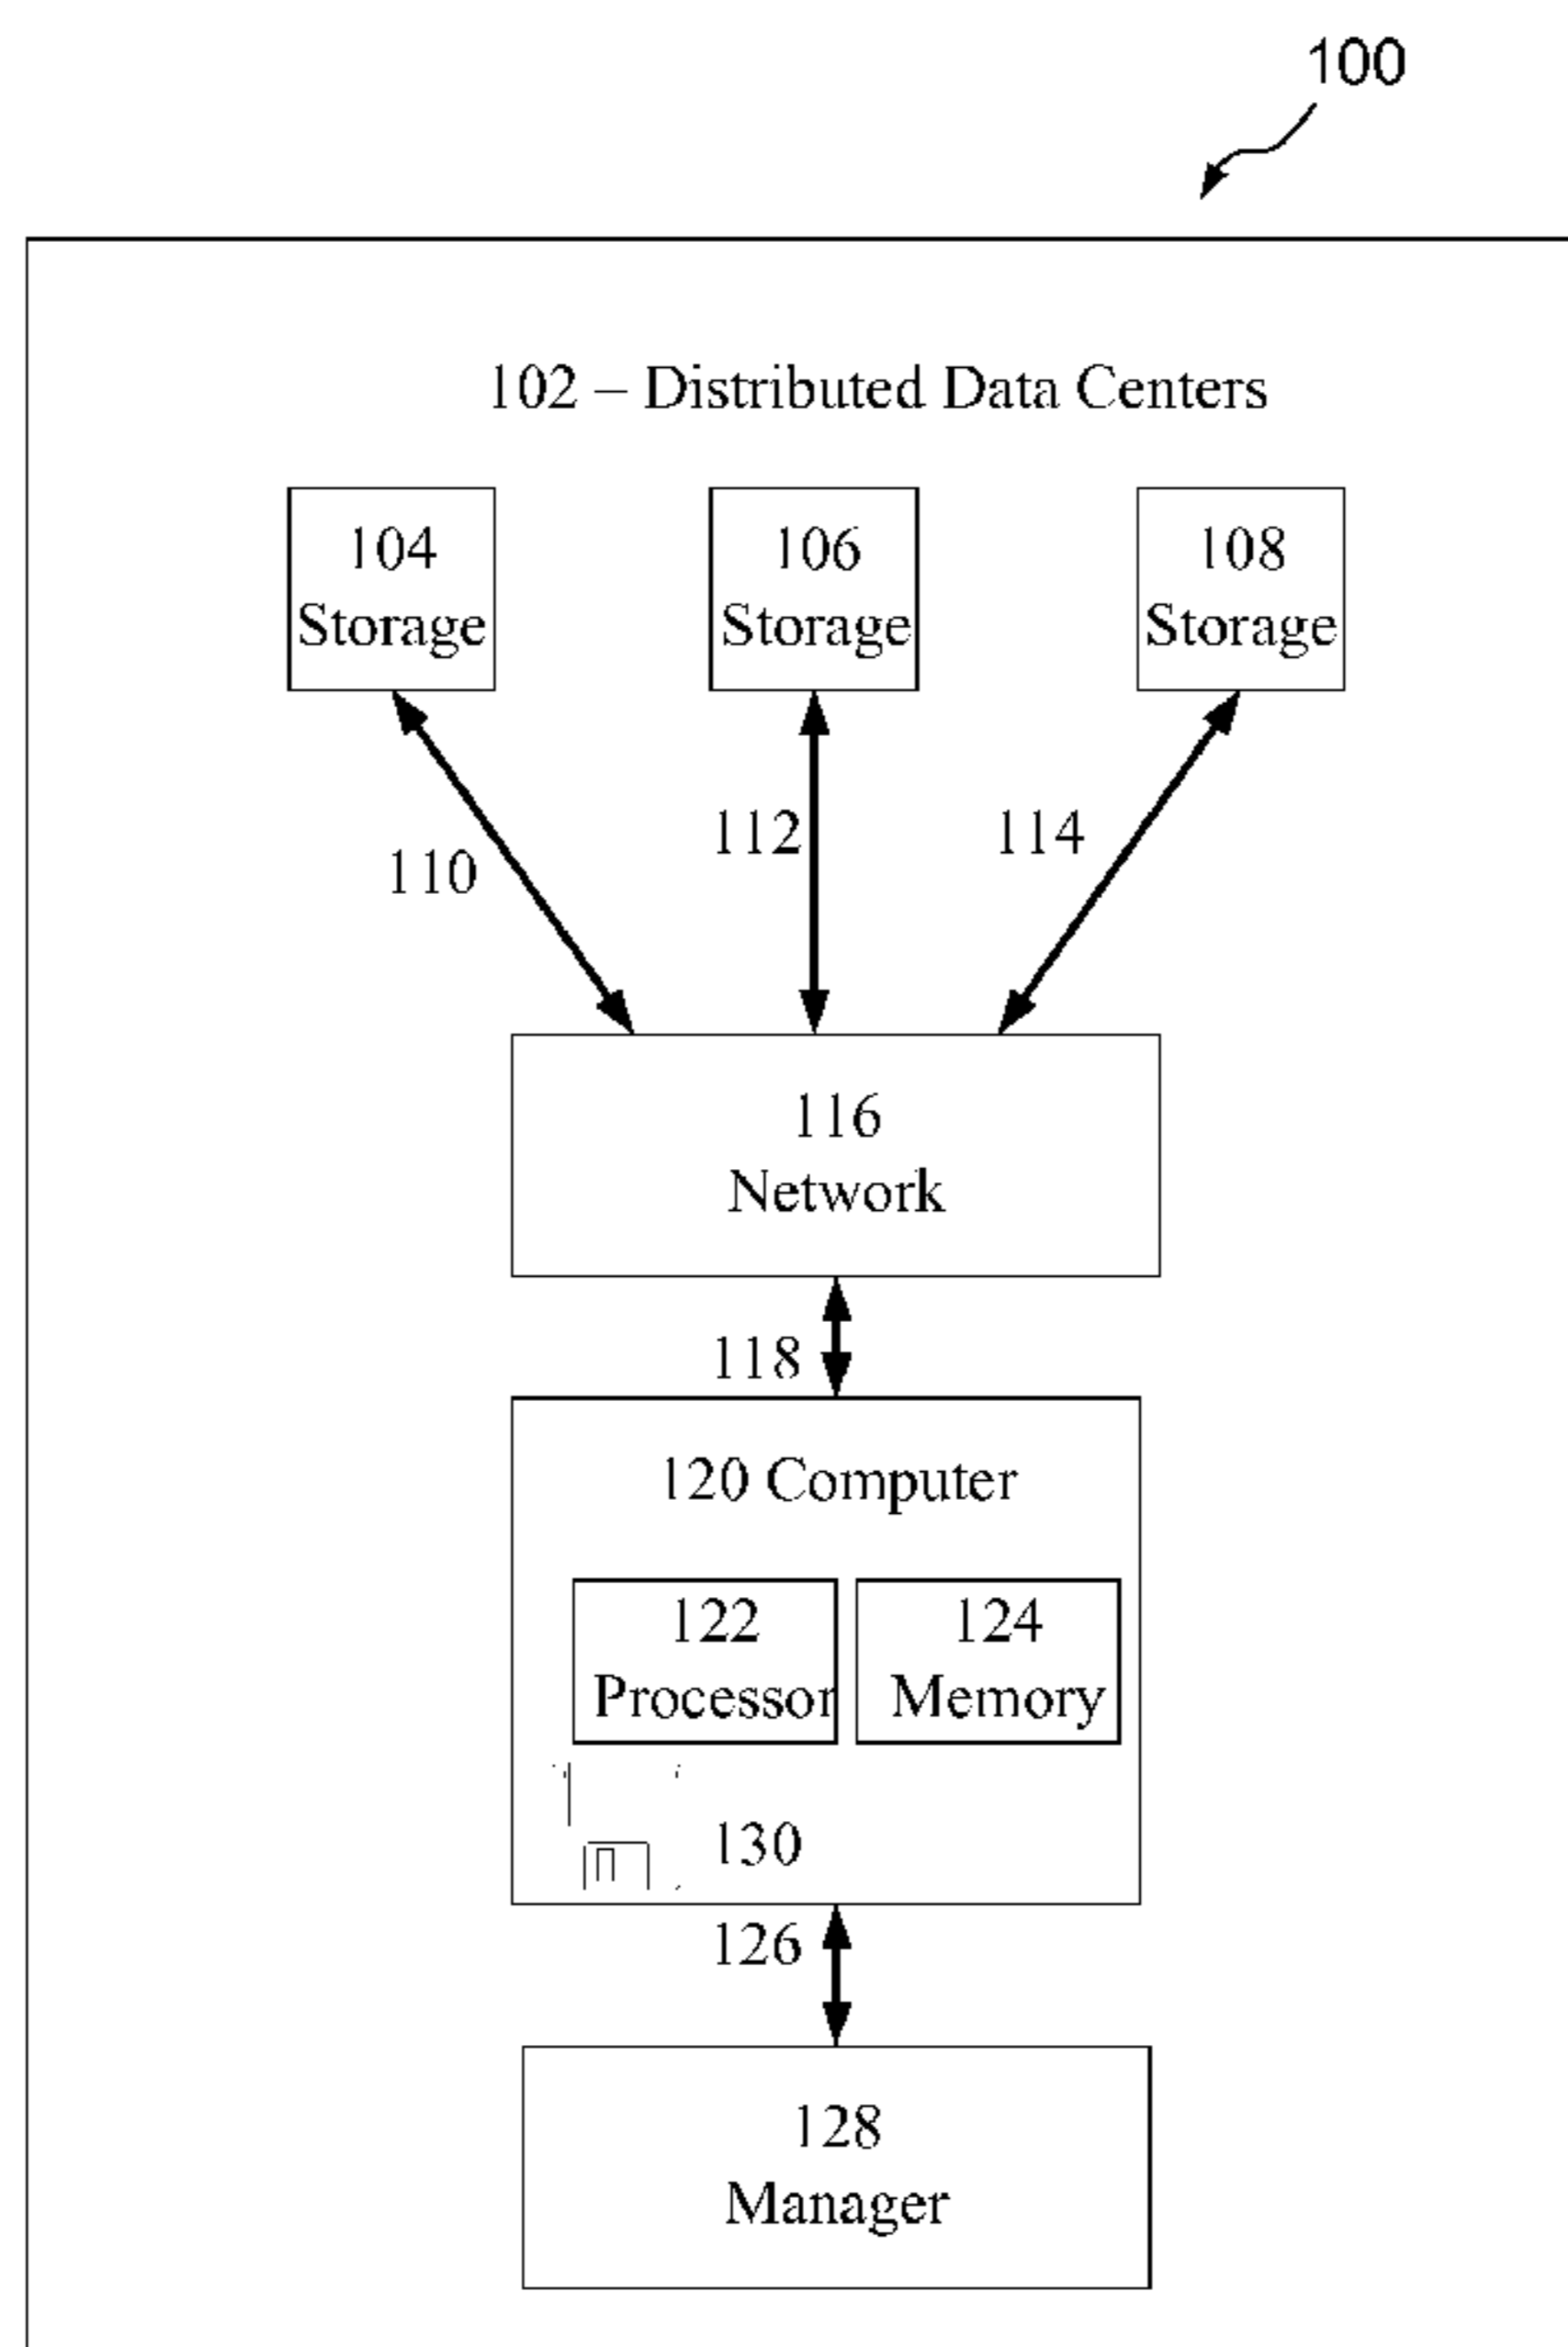 100
102 – Distributed Data Centers
104
Storage
106
Storage
108
Storage
110
112
114
116
Network
118
120 Computer
122
Processor
124
Memory
130
126
128
Manager